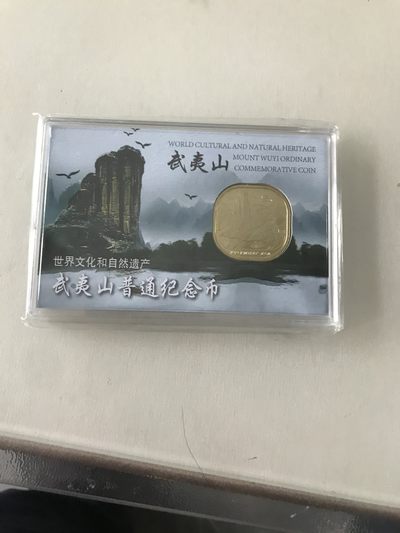 WORLD CULTURAL AND NATURAL HERITAGE
武夷山
MOUNT WUYI ORDINARY
COMMEMORATIVE COIN
世界文化和自然遗产
武夷山普通纪念币